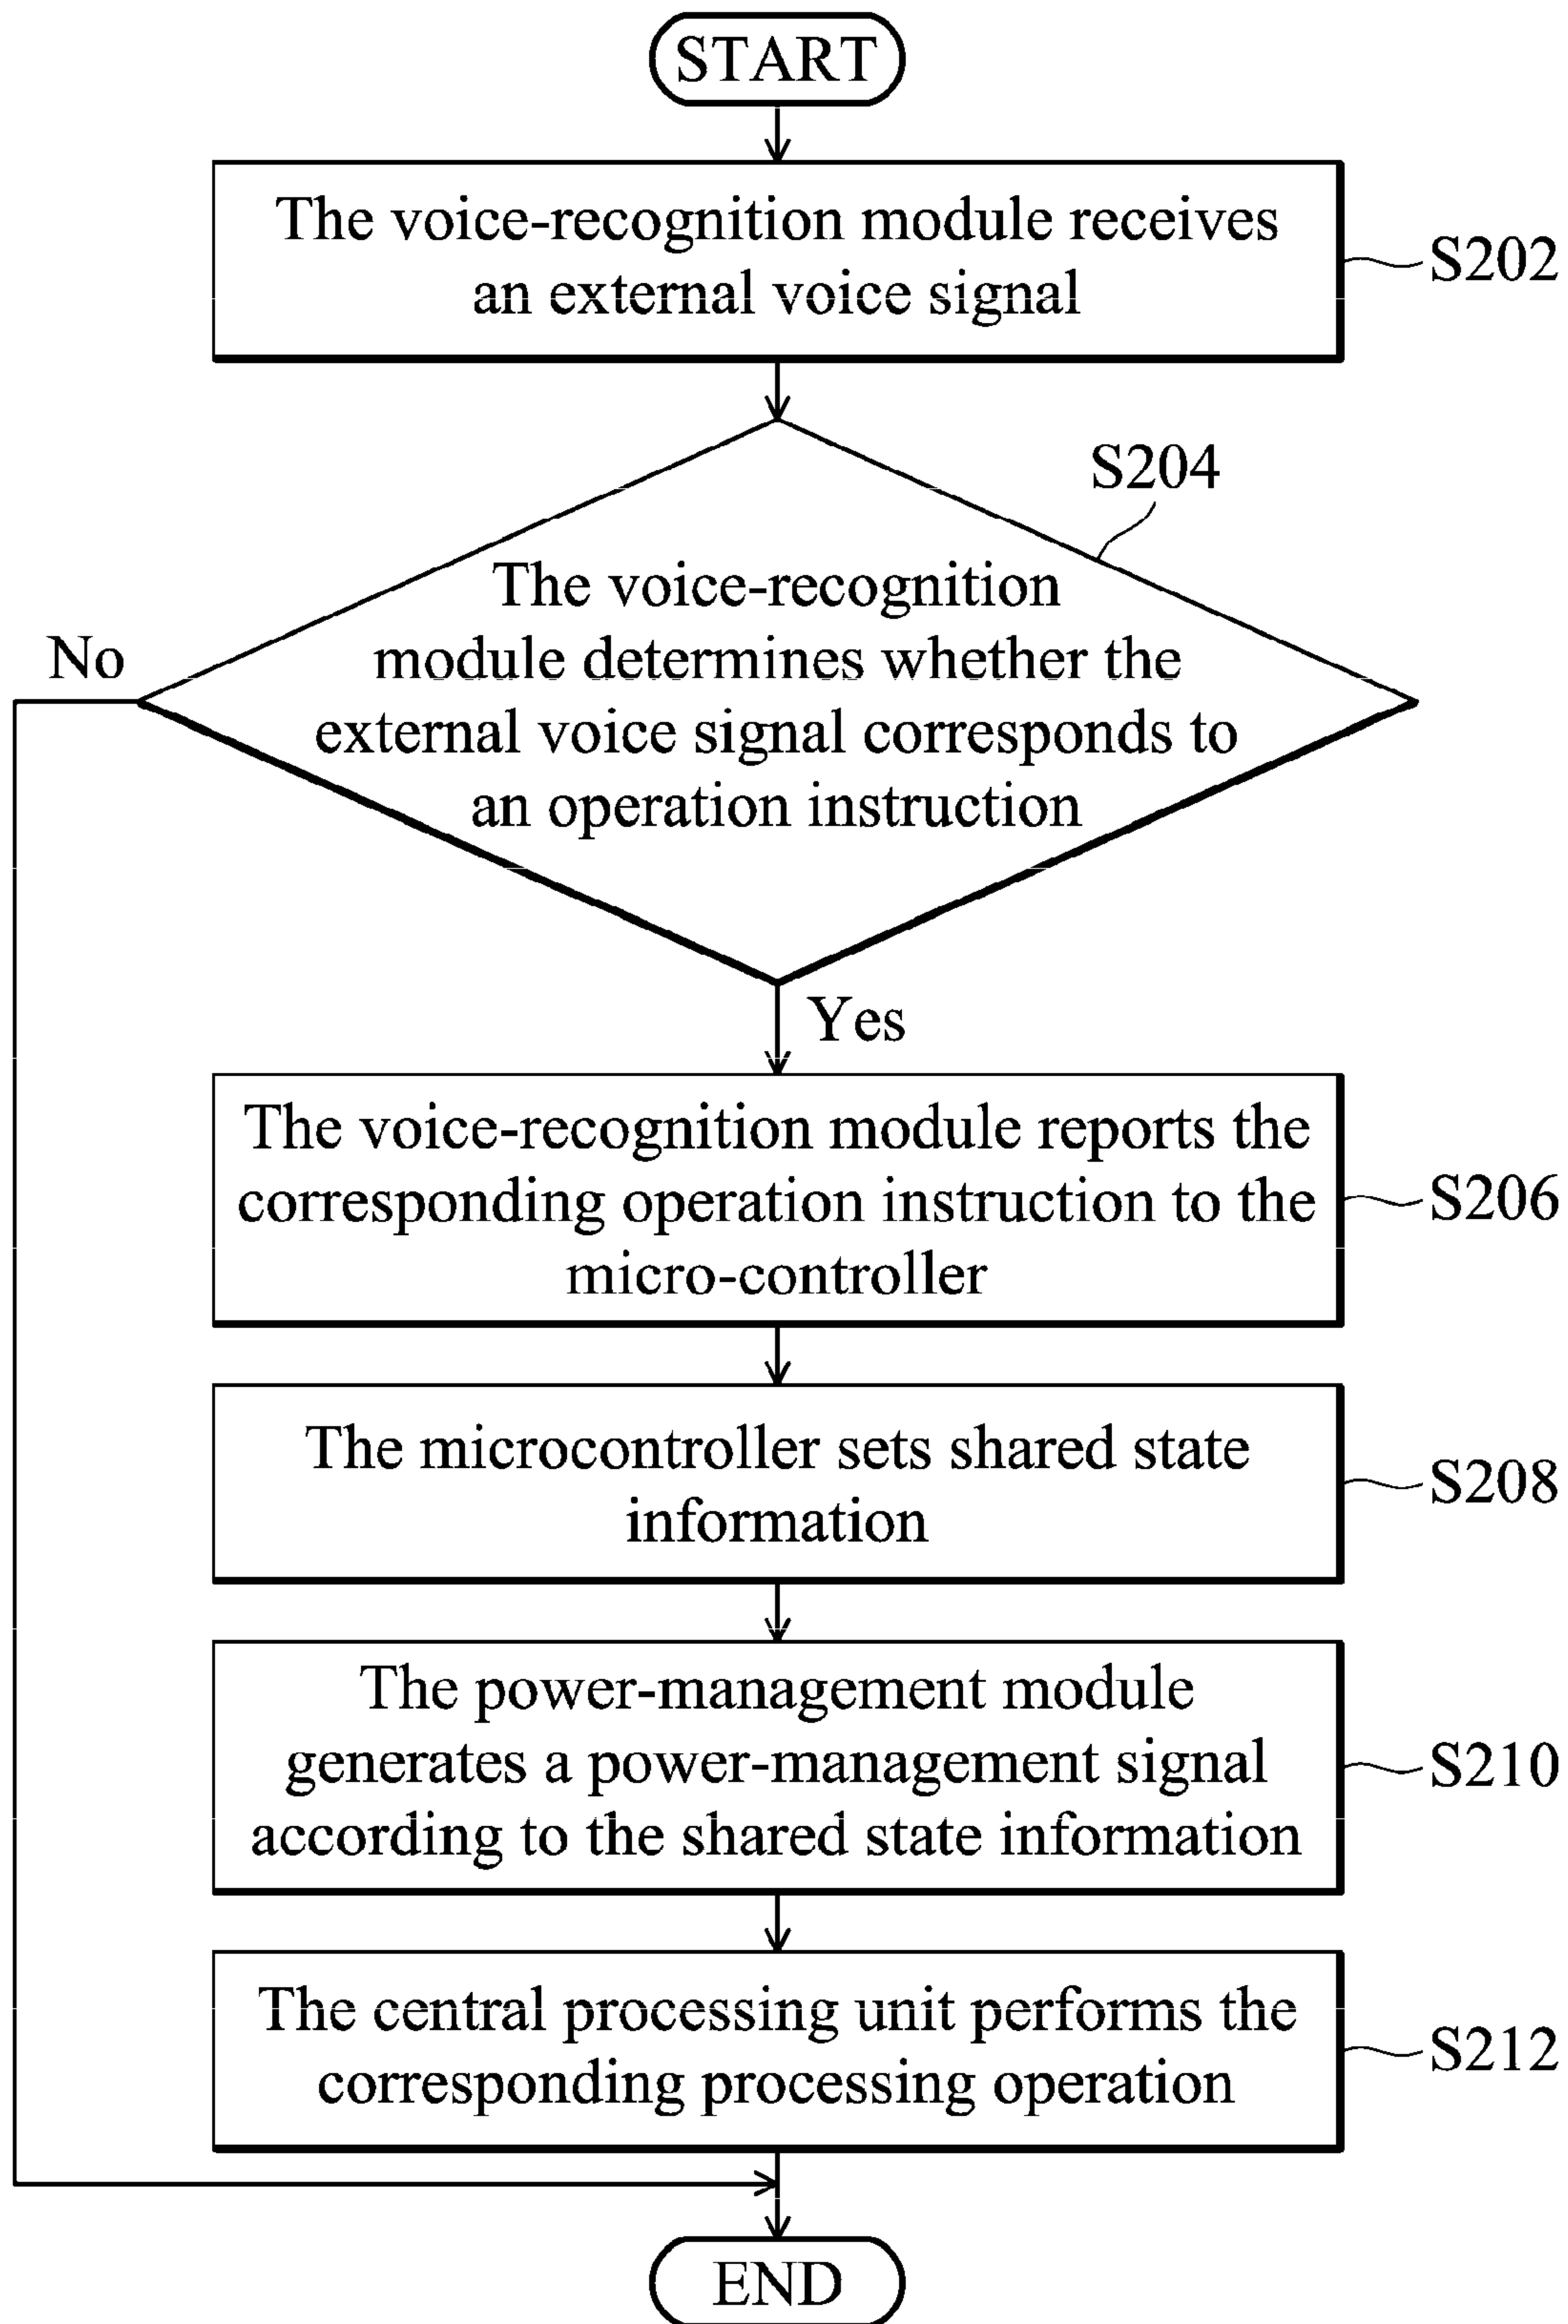 START
The voice-recognition module receives
an external voice signal
S202
S204
The voice-recognition
module determines whether the
external voice signal corresponds to
an operation instruction
No
Yes
The voice-recognition module reports the
corresponding operation instruction to the
micro-controller
S206
The microcontroller sets shared state
information
S208
The power-management module
generates a power-management signal
according to the shared state information
S210
The central processing unit performs the
corresponding processing operation
S212
END